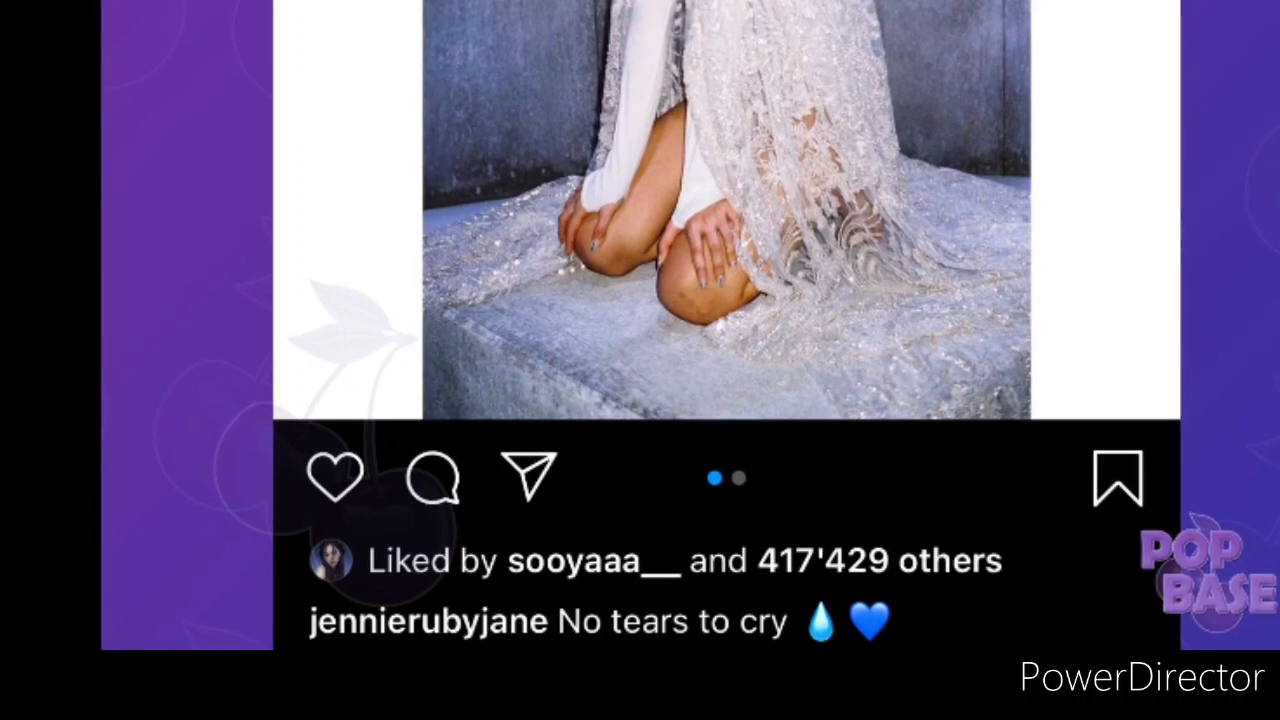 Liked by sooyaaa__ and 417'429 others
jennierubyjane No tears to cry 💧💙
POP
BASE
PowerDirector